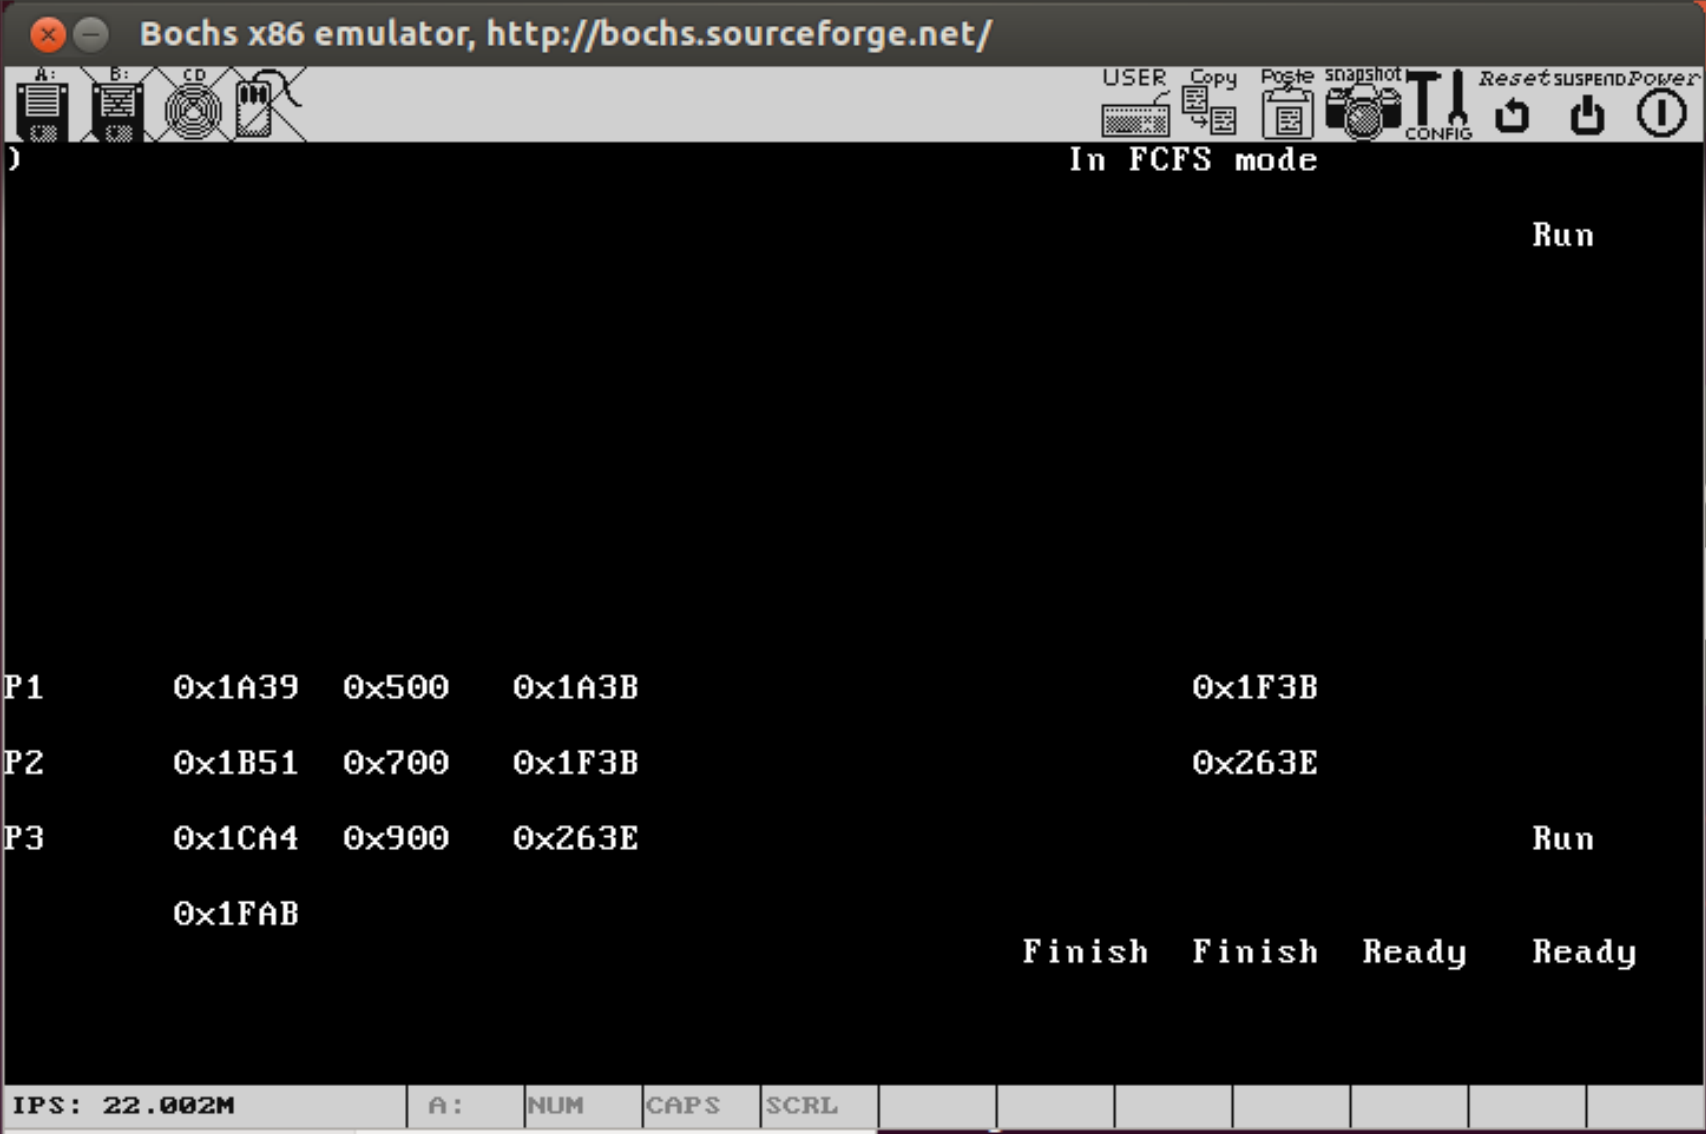 Bochs x86 emulator, http://bochs.sourceforge.net/
A: B: CD USER Copy Paste snapshot CONFIG Reset SUSPEND Power
) In FCFS mode
Run
P1 0x1A39 0x500 0x1A3B 0x1F3B
P2 0x1B51 0x700 0x1F3B 0x263E
P3 0x1CA4 0x900 0x263E Run
0x1FAB
Finish Finish Ready Ready
IPS: 22.002M A: NUM CAPS SCRL